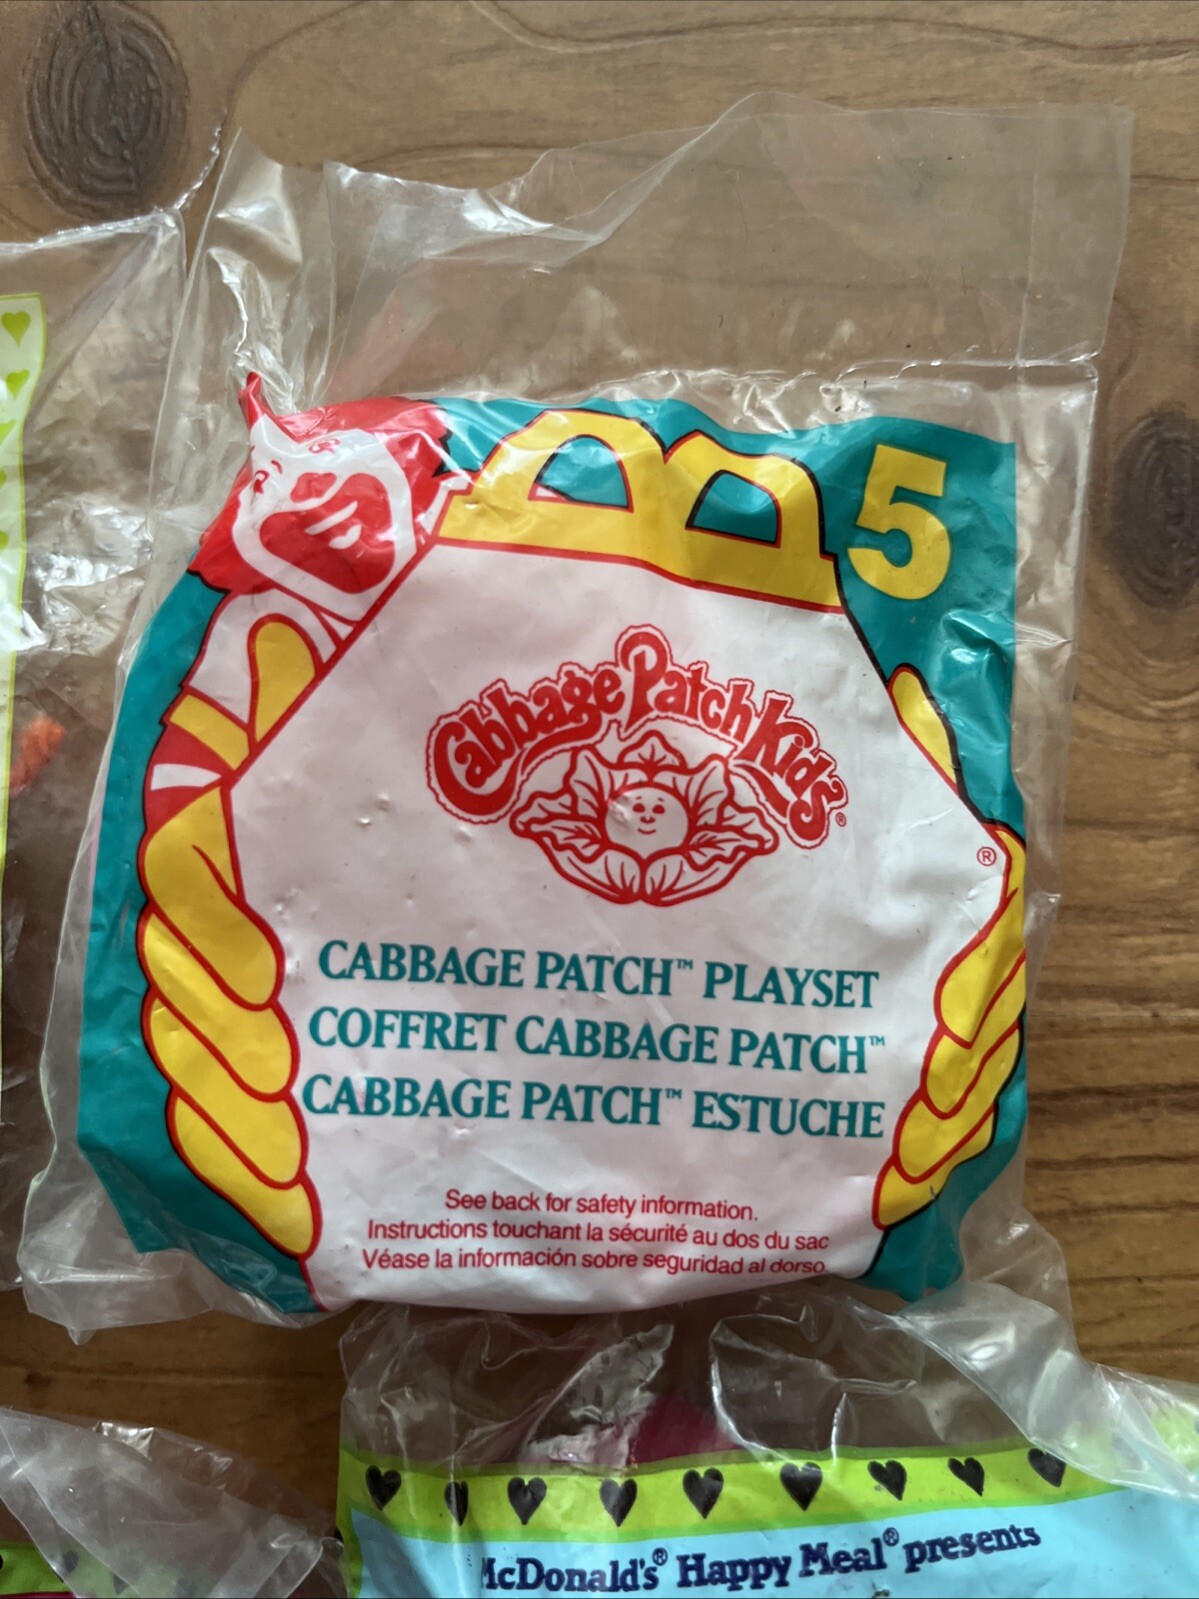 5
Cabbage Patch Kids®
®
CABBAGE PATCH™ PLAYSET
COFFRET CABBAGE PATCH™
CABBAGE PATCH™ ESTUCHE
See back for safety information.
Instructions touchant la sécurité au dos du sac
Véase la información sobre seguridad al dorso.
McDonald's® Happy Meal® presents